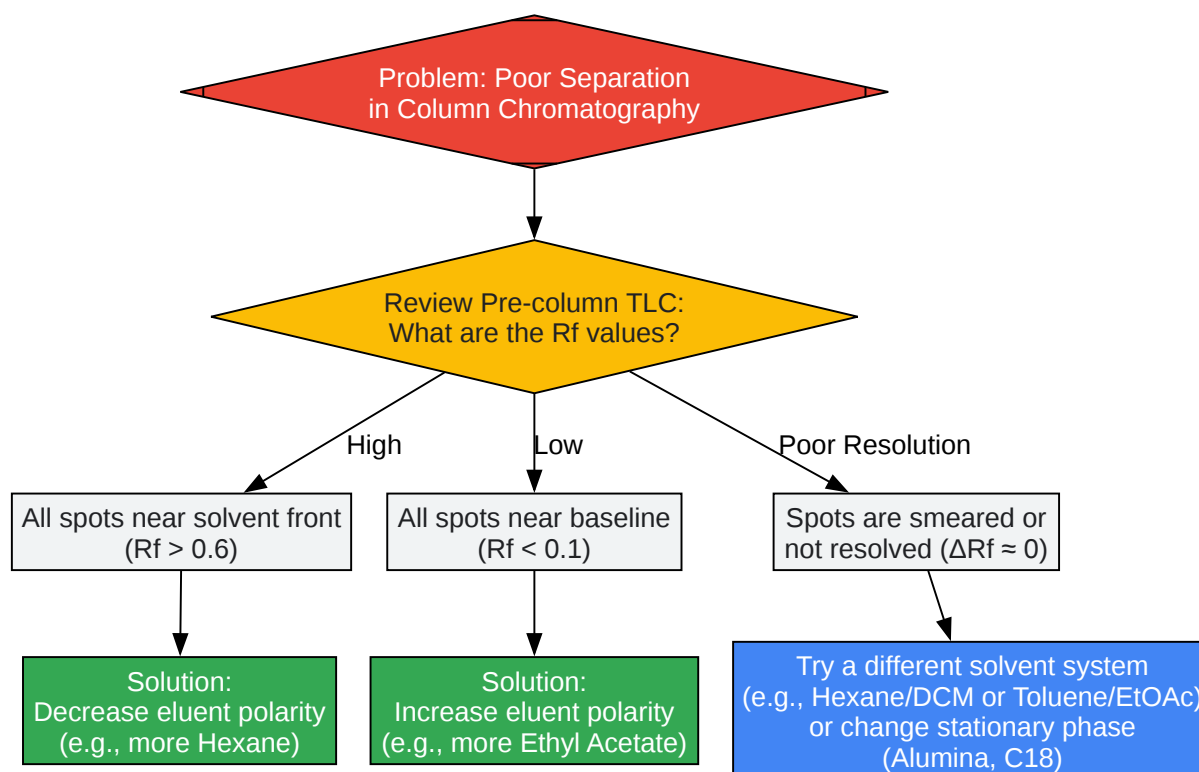 Problem: Poor Separation
in Column Chromatography
Review Pre-column TLC:
What are the Rf values?
High
Low
Poor Resolution
All spots near solvent front
(Rf > 0.6)
All spots near baseline
(Rf < 0.1)
Spots are smeared or
not resolved (ΔRf ≈ 0)
Solution:
Decrease eluent polarity
(e.g., more Hexane)
Solution:
Increase eluent polarity
(e.g., more Ethyl Acetate)
Try a different solvent system
(e.g., Hexane/DCM or Toluene/EtOAc)
or change stationary phase
(Alumina, C18)